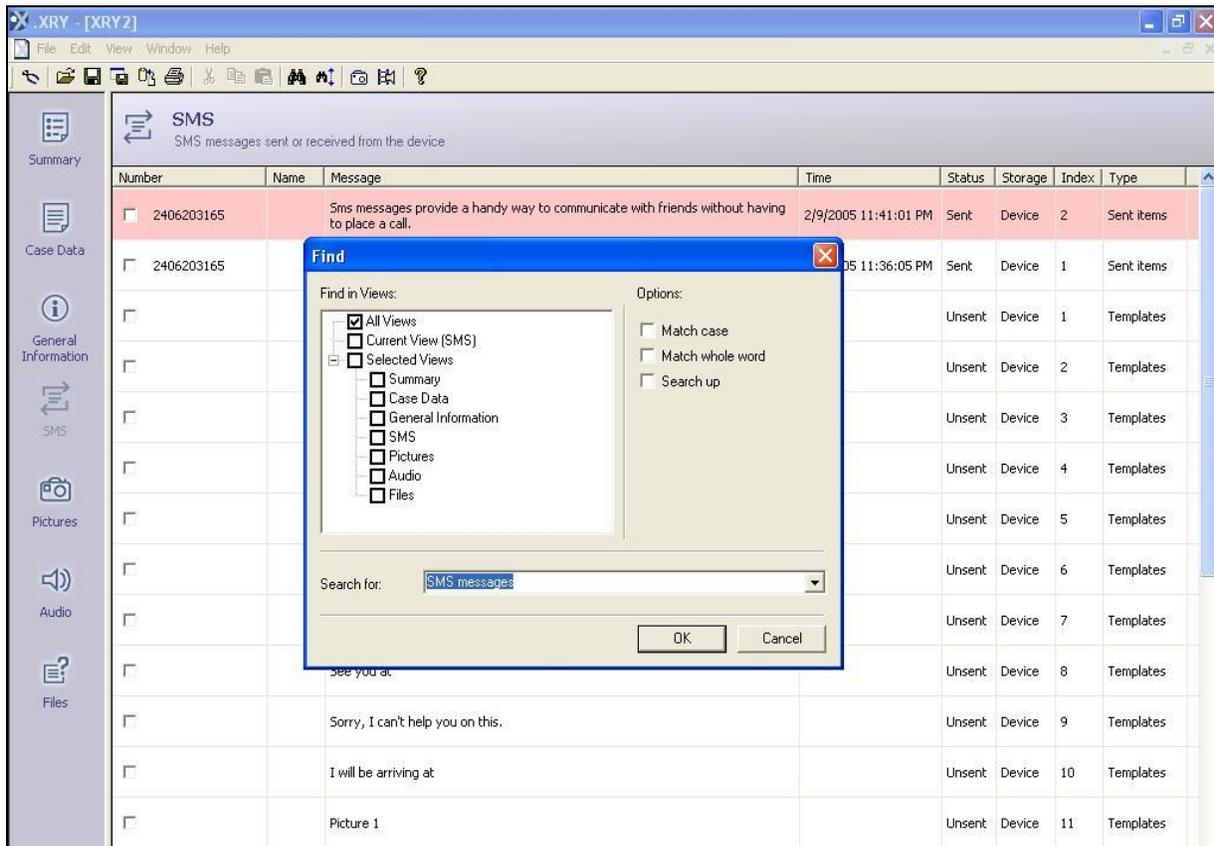 .XRY - [XRY2]
File Edit View Window Help
Summary
Case Data
General Information
SMS
Pictures
Audio
Files
SMS
SMS messages sent or received from the device
Number Name Message Time Status Storage Index Type
2406203165 Sms messages provide a handy way to communicate with friends without having to place a call. 2/9/2005 11:41:01 PM Sent Device 2 Sent items
2406203165 05 11:36:05 PM Sent Device 1 Sent items
Unsent Device 1 Templates
Unsent Device 2 Templates
Unsent Device 3 Templates
Unsent Device 4 Templates
Unsent Device 5 Templates
Unsent Device 6 Templates
Unsent Device 7 Templates
See you at Unsent Device 8 Templates
Sorry, I can't help you on this. Unsent Device 9 Templates
I will be arriving at Unsent Device 10 Templates
Picture 1 Unsent Device 11 Templates
Find
Find in Views:
All Views
Current View (SMS)
Selected Views
Summary
Case Data
General Information
SMS
Pictures
Audio
Files
Options:
Match case
Match whole word
Search up
Search for: SMS messages
OK Cancel